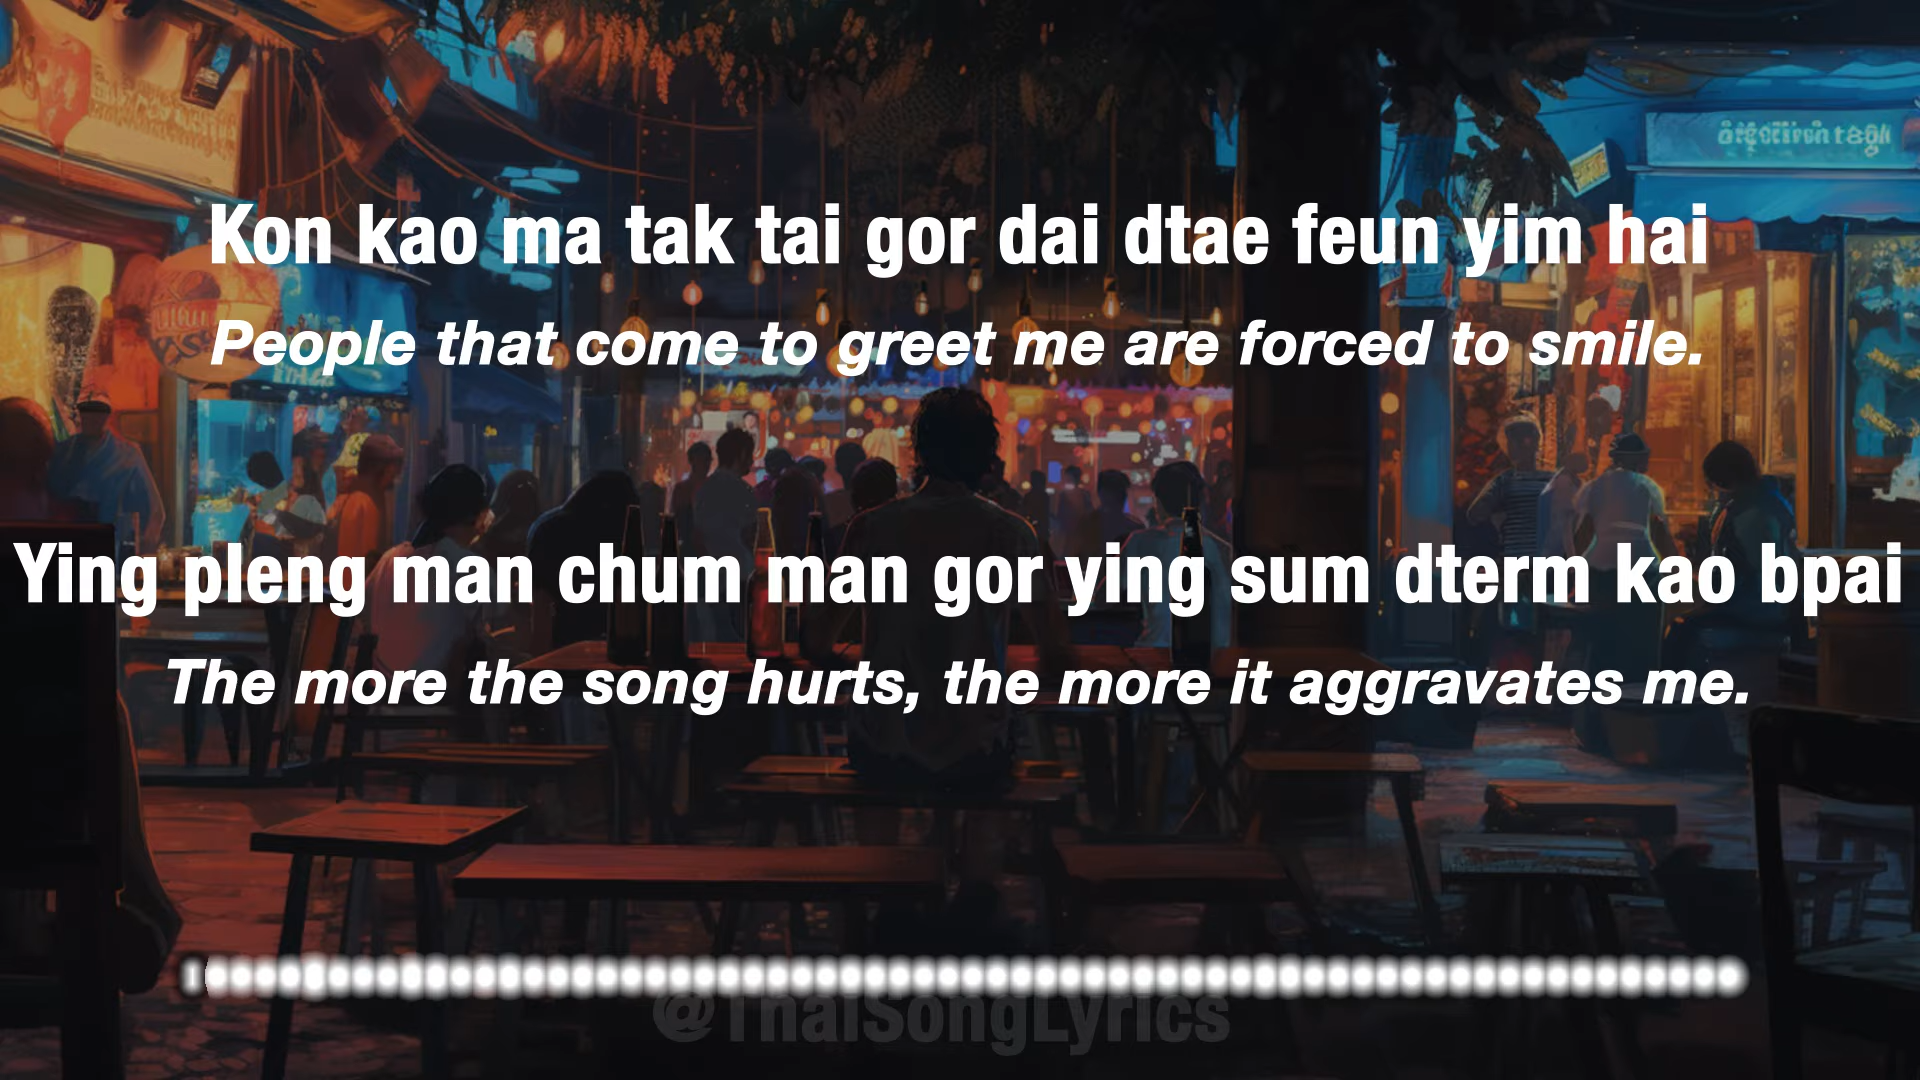 Kon kao ma tak tai gor dai dtae feun yim hai
People that come to greet me are forced to smile.
Ying pleng man chum man gor ying sum dterm kao bpai
The more the song hurts, the more it aggravates me.
@ThaiSongLyrics